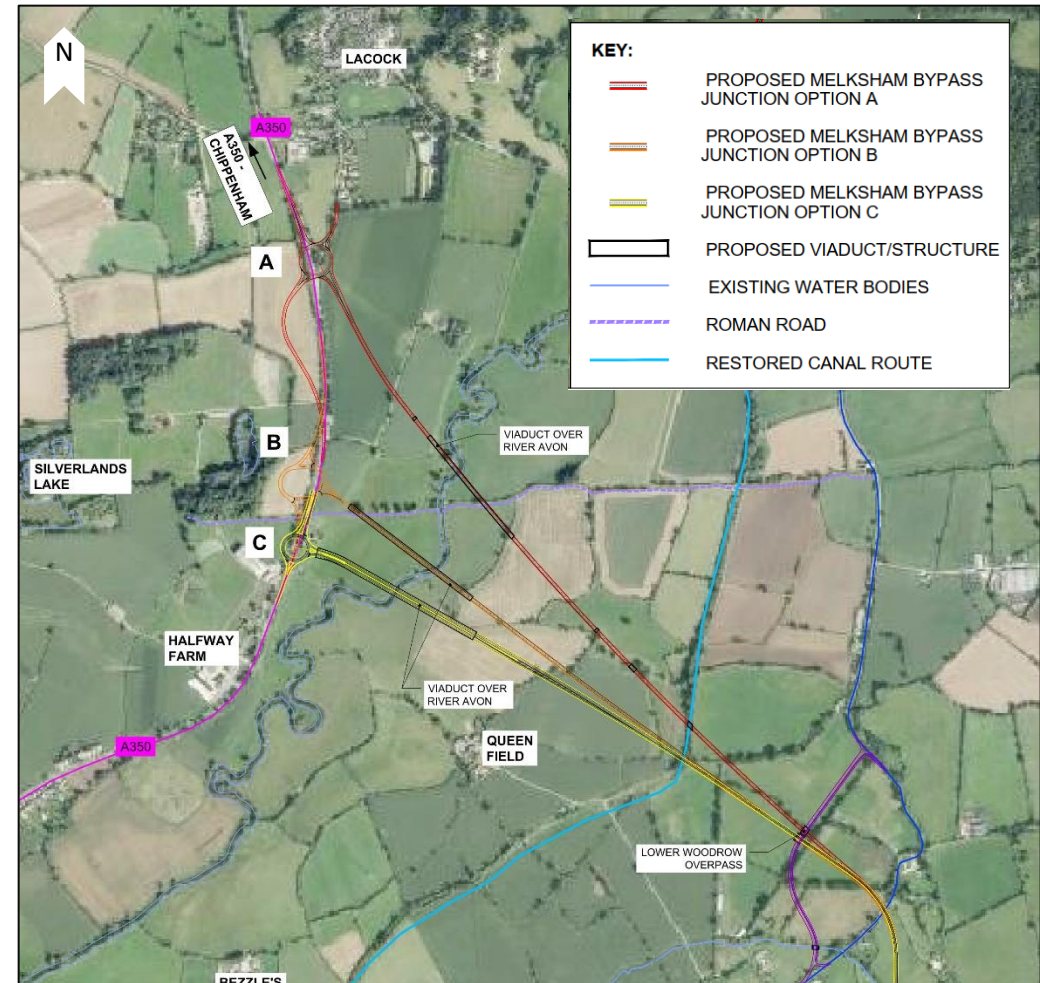 N
LACOCK
A350
A350 -
CHIPPENHAM
A
B
SILVERLANDS
LAKE
C
HALFWAY
FARM
A350
VIADUCT OVER
RIVER AVON
VIADUCT OVER
RIVER AVON
QUEEN
FIELD
LOWER WOODROW
OVERPASS
BEZZLE'S
KEY:
PROPOSED MELKSHAM BYPASS
JUNCTION OPTION A
PROPOSED MELKSHAM BYPASS
JUNCTION OPTION B
PROPOSED MELKSHAM BYPASS
JUNCTION OPTION C
PROPOSED VIADUCT/STRUCTURE
EXISTING WATER BODIES
ROMAN ROAD
RESTORED CANAL ROUTE